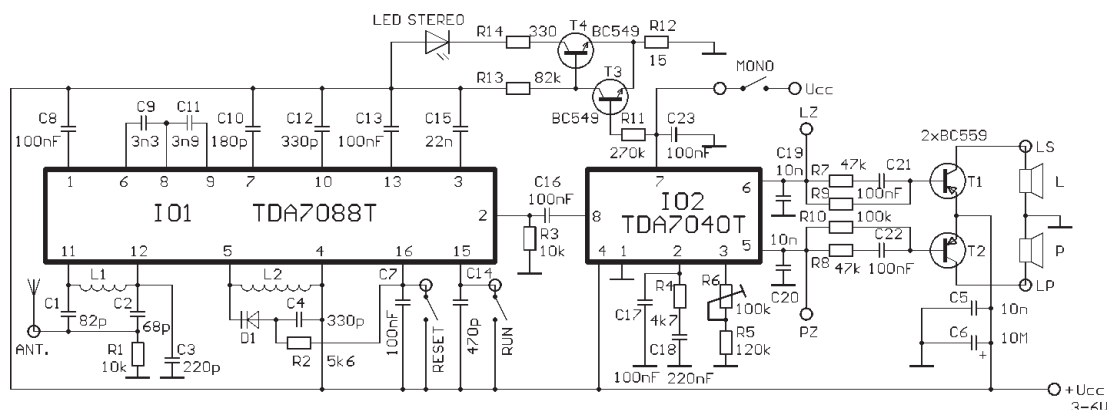 LED STEREO
R14
330
T4
BC549
R12
15
R13
82k
T3
BC549
MONO
Ucc
C8
100nF
C9
3n3
C11
3n9
C10
180p
C12
330p
C13
100nF
C15
22n
R11
270k
C23
100nF
LZ
2xBC559
1
6
8
9
7
10
13
3
IO1 TDA7088T
2
11
12
5
4
16
15
C16
100nF
R3
10k
7
8
IO2
TDA7040T
6
5
4
1
2
3
C19
10n
R7
47k
C21
100nF
R9
R10
100k
C22
100nF
R8
47k
10n
C20
PZ
T1
T2
LS
L
P
LP
L1
C1
82p
C2
68p
ANT.
R1
10k
C3
220p
L2
D1
C4
330p
R2
5k6
C7
100nF
RESET
C14
470p
RUN
C17
100nF
R4
4k7
C18
220nF
R6
100k
R5
120k
C5
10n
C6
10M
+
+Ucc
3-6U